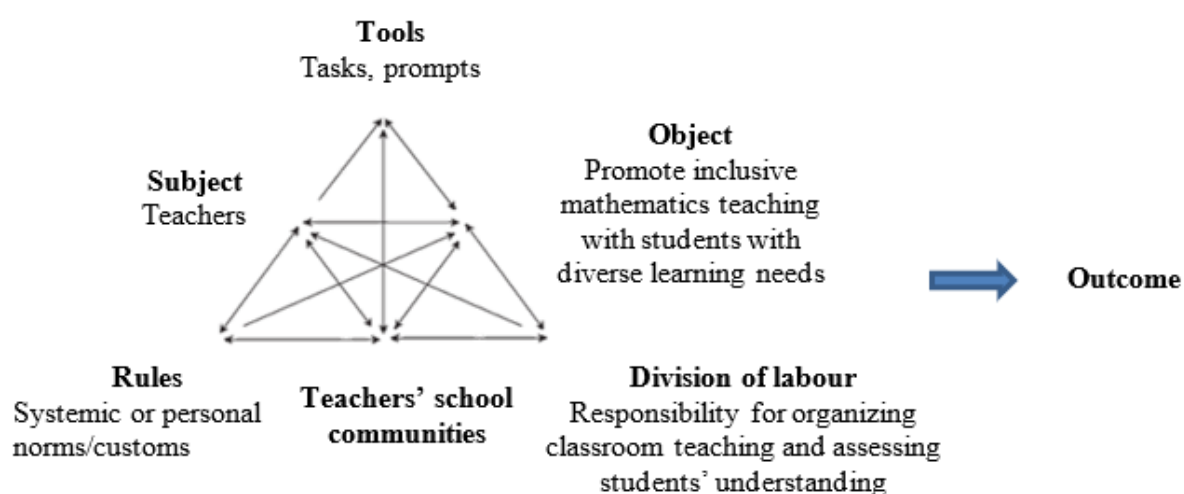 Tools
Tasks, prompts
Subject
Teachers
Object
Promote inclusive
mathematics teaching
with students with
diverse learning needs
Outcome
Rules
Systemic or personal
norms/customs
Teachers’ school
communities
Division of labour
Responsibility for organizing
classroom teaching and assessing
students’ understanding